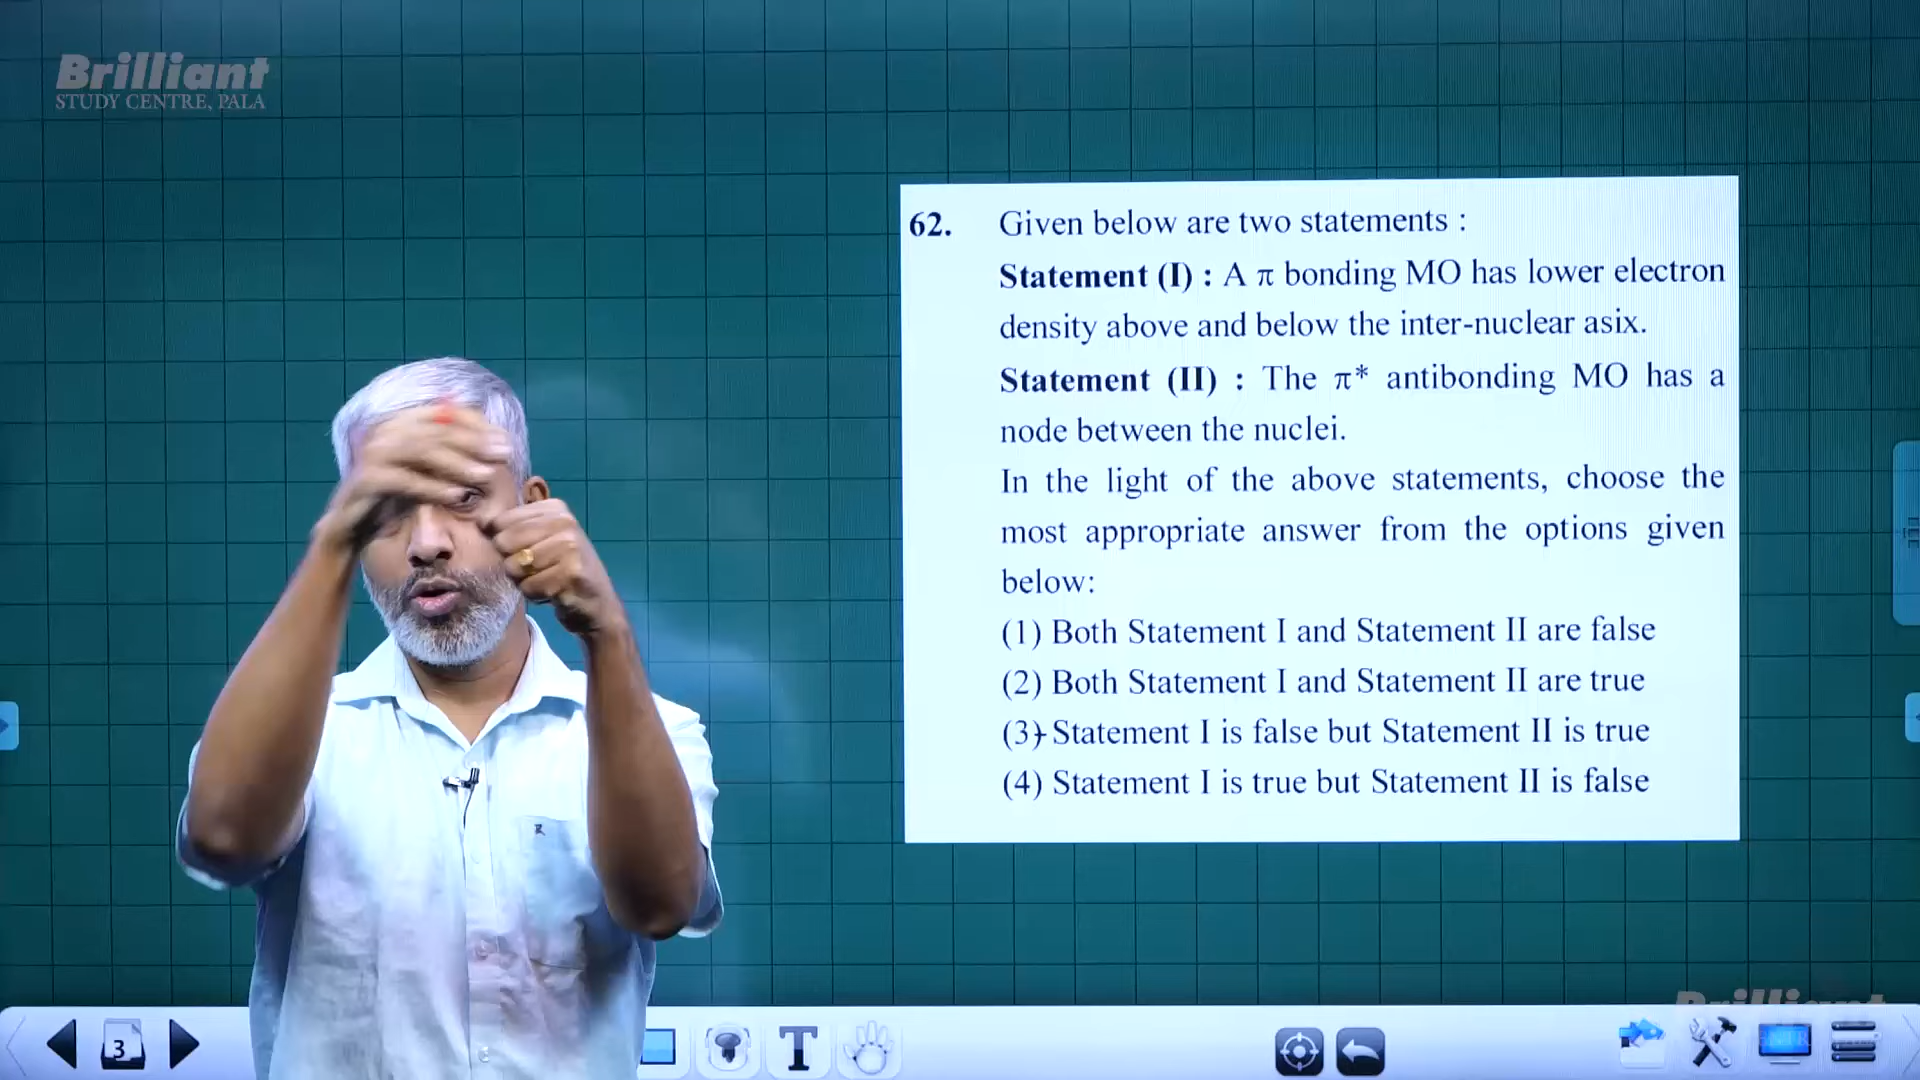 Brilliant
STUDY CENTRE, PALA
62. Given below are two statements :
Statement (I) : A π bonding MO has lower electron
density above and below the inter-nuclear asix.
Statement (II) : The π* antibonding MO has a
node between the nuclei.
In the light of the above statements, choose the
most appropriate answer from the options given
below:
(1) Both Statement I and Statement II are false
(2) Both Statement I and Statement II are true
(3) Statement I is false but Statement II is true
(4) Statement I is true but Statement II is false
Brilliant
3
T